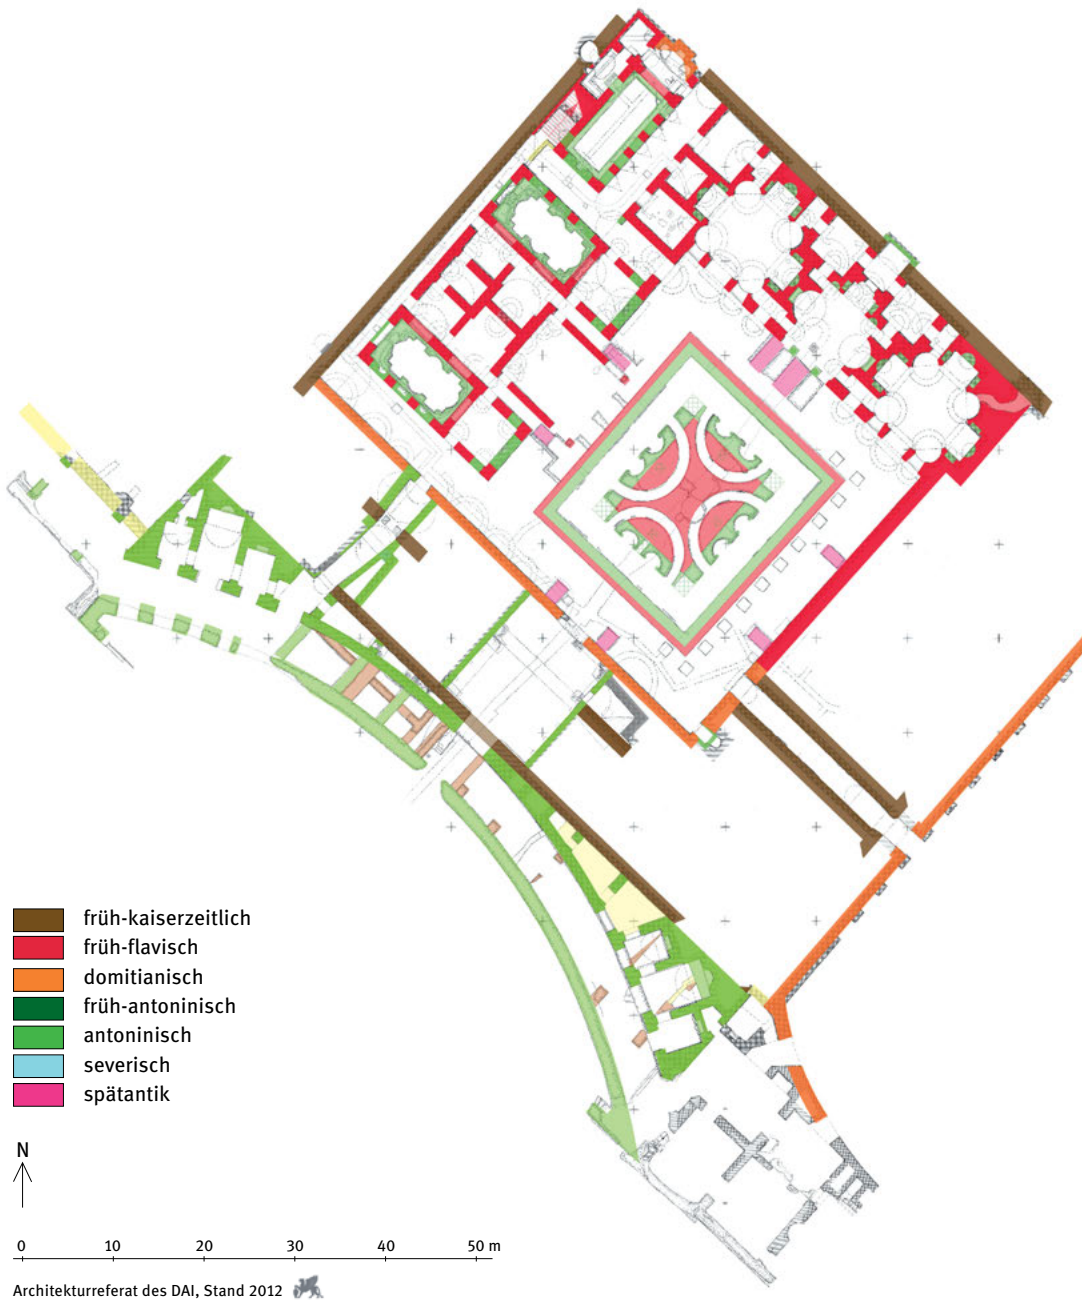 früh-kaiserzeitlich
früh-flavisch
domitianisch
früh-antoninisch
antoninisch
severisch
spätantik
N
0 10 20 30 40 50 m
Architekturreferat des DAI, Stand 2012